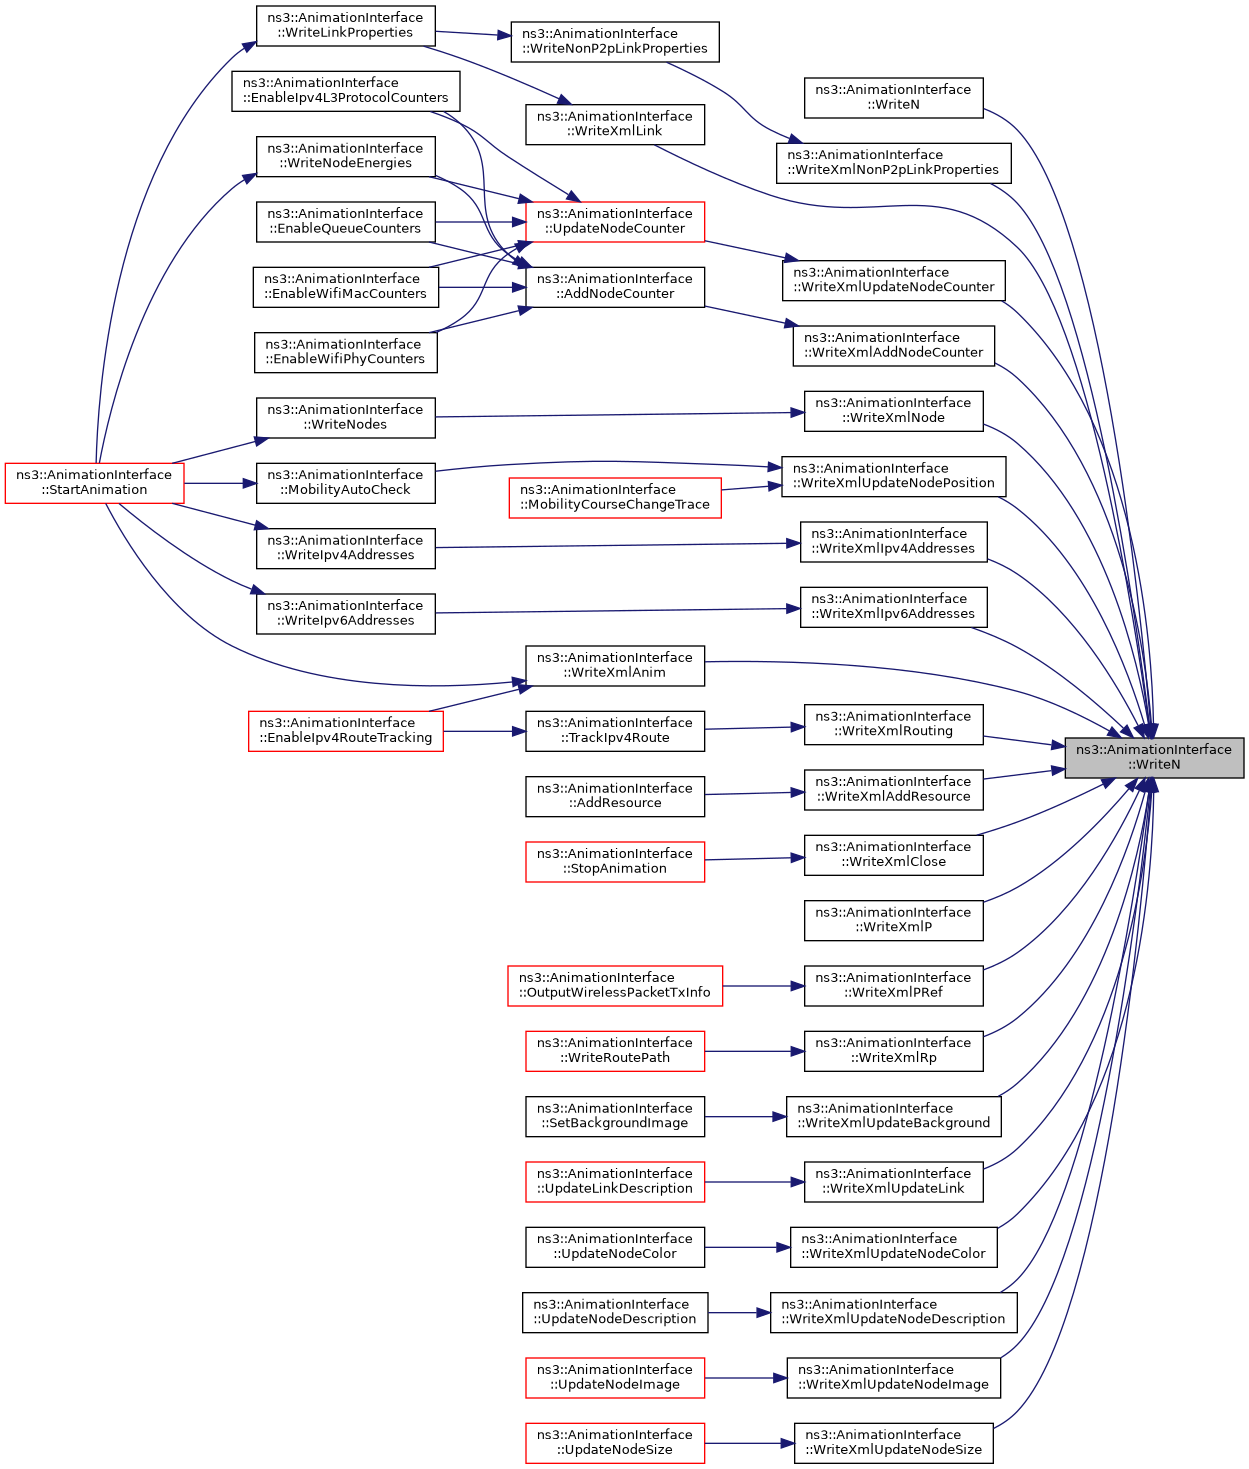 ns3::AnimationInterface
::WriteLinkProperties
ns3::AnimationInterface
::WriteNonP2pLinkProperties
ns3::AnimationInterface
::EnableIpv4L3ProtocolCounters
ns3::AnimationInterface
::WriteN
ns3::AnimationInterface
::WriteXmlLink
ns3::AnimationInterface
::WriteNodeEnergies
ns3::AnimationInterface
::WriteXmlNonP2pLinkProperties
ns3::AnimationInterface
::EnableQueueCounters
ns3::AnimationInterface
::UpdateNodeCounter
ns3::AnimationInterface
::EnableWifiMacCounters
ns3::AnimationInterface
::AddNodeCounter
ns3::AnimationInterface
::WriteXmlUpdateNodeCounter
ns3::AnimationInterface
::EnableWifiPhyCounters
ns3::AnimationInterface
::WriteXmlAddNodeCounter
ns3::AnimationInterface
::WriteNodes
ns3::AnimationInterface
::WriteXmlNode
ns3::AnimationInterface
::StartAnimation
ns3::AnimationInterface
::MobilityAutoCheck
ns3::AnimationInterface
::MobilityCourseChangeTrace
ns3::AnimationInterface
::WriteXmlUpdateNodePosition
ns3::AnimationInterface
::WriteIpv4Addresses
ns3::AnimationInterface
::WriteXmlIpv4Addresses
ns3::AnimationInterface
::WriteIpv6Addresses
ns3::AnimationInterface
::WriteXmlIpv6Addresses
ns3::AnimationInterface
::WriteXmlAnim
ns3::AnimationInterface
::EnableIpv4RouteTracking
ns3::AnimationInterface
::TrackIpv4Route
ns3::AnimationInterface
::WriteXmlRouting
ns3::AnimationInterface
::WriteN
ns3::AnimationInterface
::AddResource
ns3::AnimationInterface
::WriteXmlAddResource
ns3::AnimationInterface
::StopAnimation
ns3::AnimationInterface
::WriteXmlClose
ns3::AnimationInterface
::WriteXmlP
ns3::AnimationInterface
::OutputWirelessPacketTxInfo
ns3::AnimationInterface
::WriteXmlPRef
ns3::AnimationInterface
::WriteRoutePath
ns3::AnimationInterface
::WriteXmlRp
ns3::AnimationInterface
::SetBackgroundImage
ns3::AnimationInterface
::WriteXmlUpdateBackground
ns3::AnimationInterface
::UpdateLinkDescription
ns3::AnimationInterface
::WriteXmlUpdateLink
ns3::AnimationInterface
::UpdateNodeColor
ns3::AnimationInterface
::WriteXmlUpdateNodeColor
ns3::AnimationInterface
::UpdateNodeDescription
ns3::AnimationInterface
::WriteXmlUpdateNodeDescription
ns3::AnimationInterface
::UpdateNodeImage
ns3::AnimationInterface
::WriteXmlUpdateNodeImage
ns3::AnimationInterface
::UpdateNodeSize
ns3::AnimationInterface
::WriteXmlUpdateNodeSize